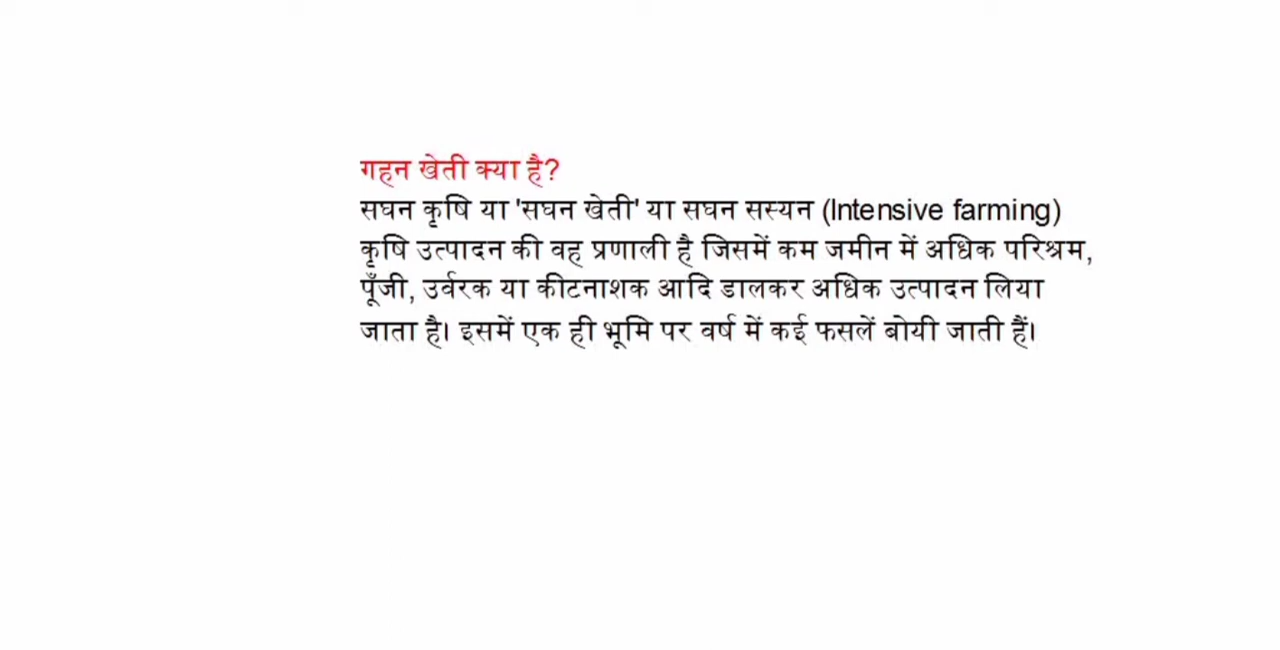 गहन खेती क्या है?
सघन कृषि या 'सघन खेती' या सघन सस्यन (Intensive farming)
कृषि उत्पादन की वह प्रणाली है जिसमें कम जमीन में अधिक परिश्रम,
पूँजी, उर्वरक या कीटनाशक आदि डालकर अधिक उत्पादन लिया
जाता है। इसमें एक ही भूमि पर वर्ष में कई फसलें बोयी जाती हैं।